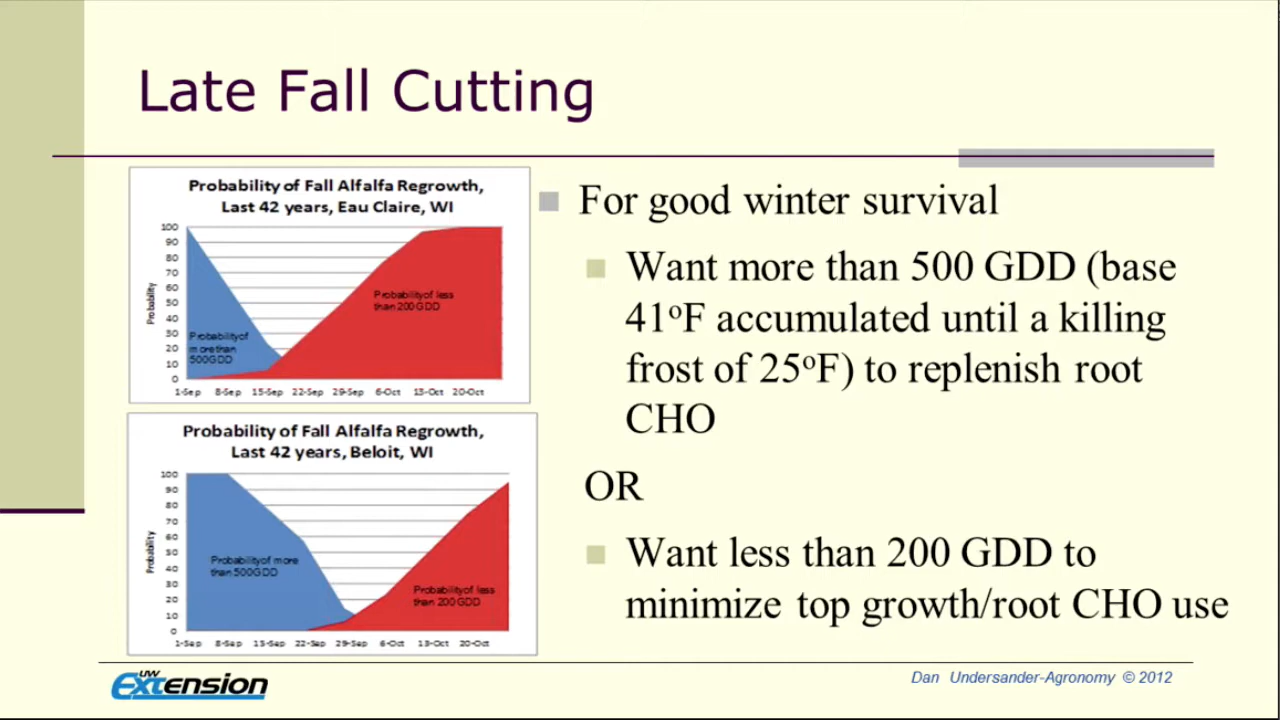 Late Fall Cutting
Probability of Fall Alfalfa Regrowth,
Last 42 years, Eau Claire, WI
100
90
80
70
60
50
40
30
20
10
0
Probability
Probability of
more than
500GDD
Probability of less
than 200 GDD
1-Sep 8-Sep 15-Sep 22-Sep 29-Sep 6-Oct 13-Oct 20-Oct
Probability of Fall Alfalfa Regrowth,
Last 42 years, Beloit, WI
100
90
80
70
60
50
40
30
20
10
0
Probability
Probability of more
than 500GDD
Probability of less
than 200 GDD
1-Sep 8-Sep 15-Sep 22-Sep 29-Sep 6-Oct 13-Oct 20-Oct
For good winter survival
Want more than 500 GDD (base
41°F accumulated until a killing
frost of 25°F) to replenish root
CHO
OR
Want less than 200 GDD to
minimize top growth/root CHO use
UW
Extension
Dan Undersander-Agronomy © 2012